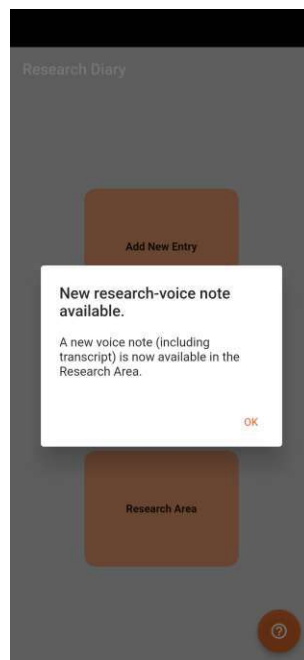 Research Diary
Add New Entry
New research-voice note
available.
A new voice note (including
transcript) is now available in the
Research Area.
OK
Research Area